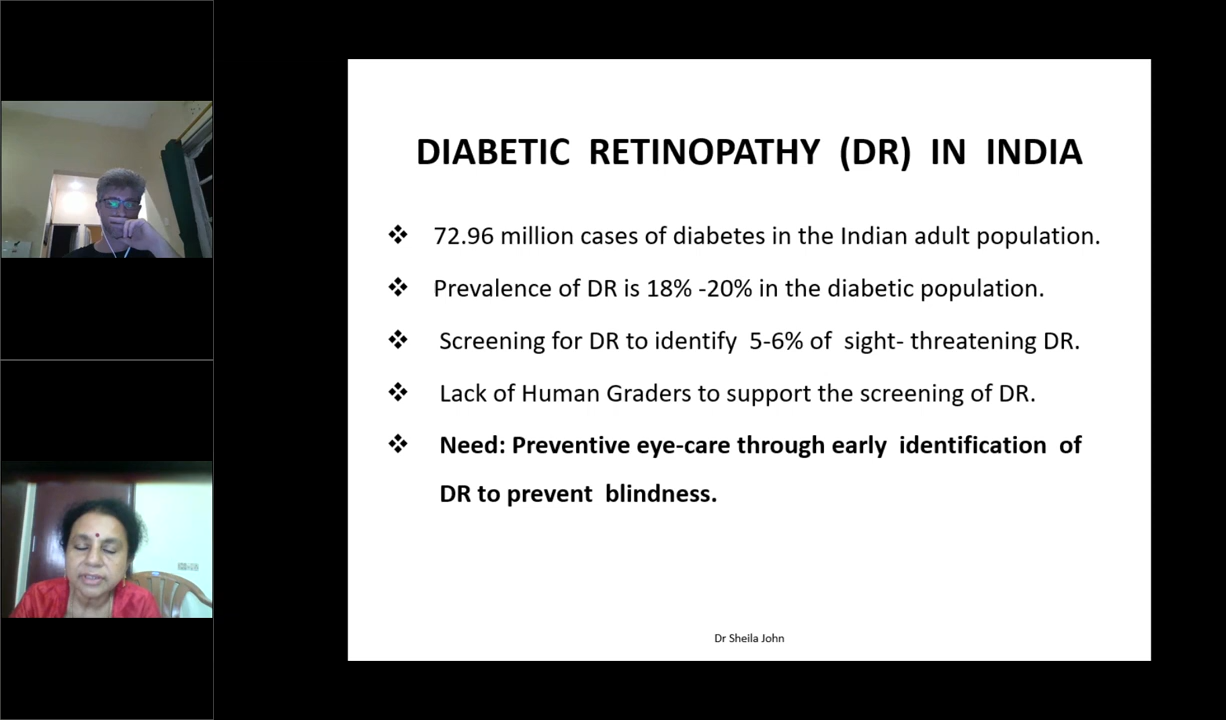 DIABETIC RETINOPATHY (DR) IN INDIA
❖ 72.96 million cases of diabetes in the Indian adult population.
❖ Prevalence of DR is 18% -20% in the diabetic population.
❖ Screening for DR to identify 5-6% of sight- threatening DR.
❖ Lack of Human Graders to support the screening of DR.
❖ Need: Preventive eye-care through early identification of
DR to prevent blindness.
Dr Sheila John